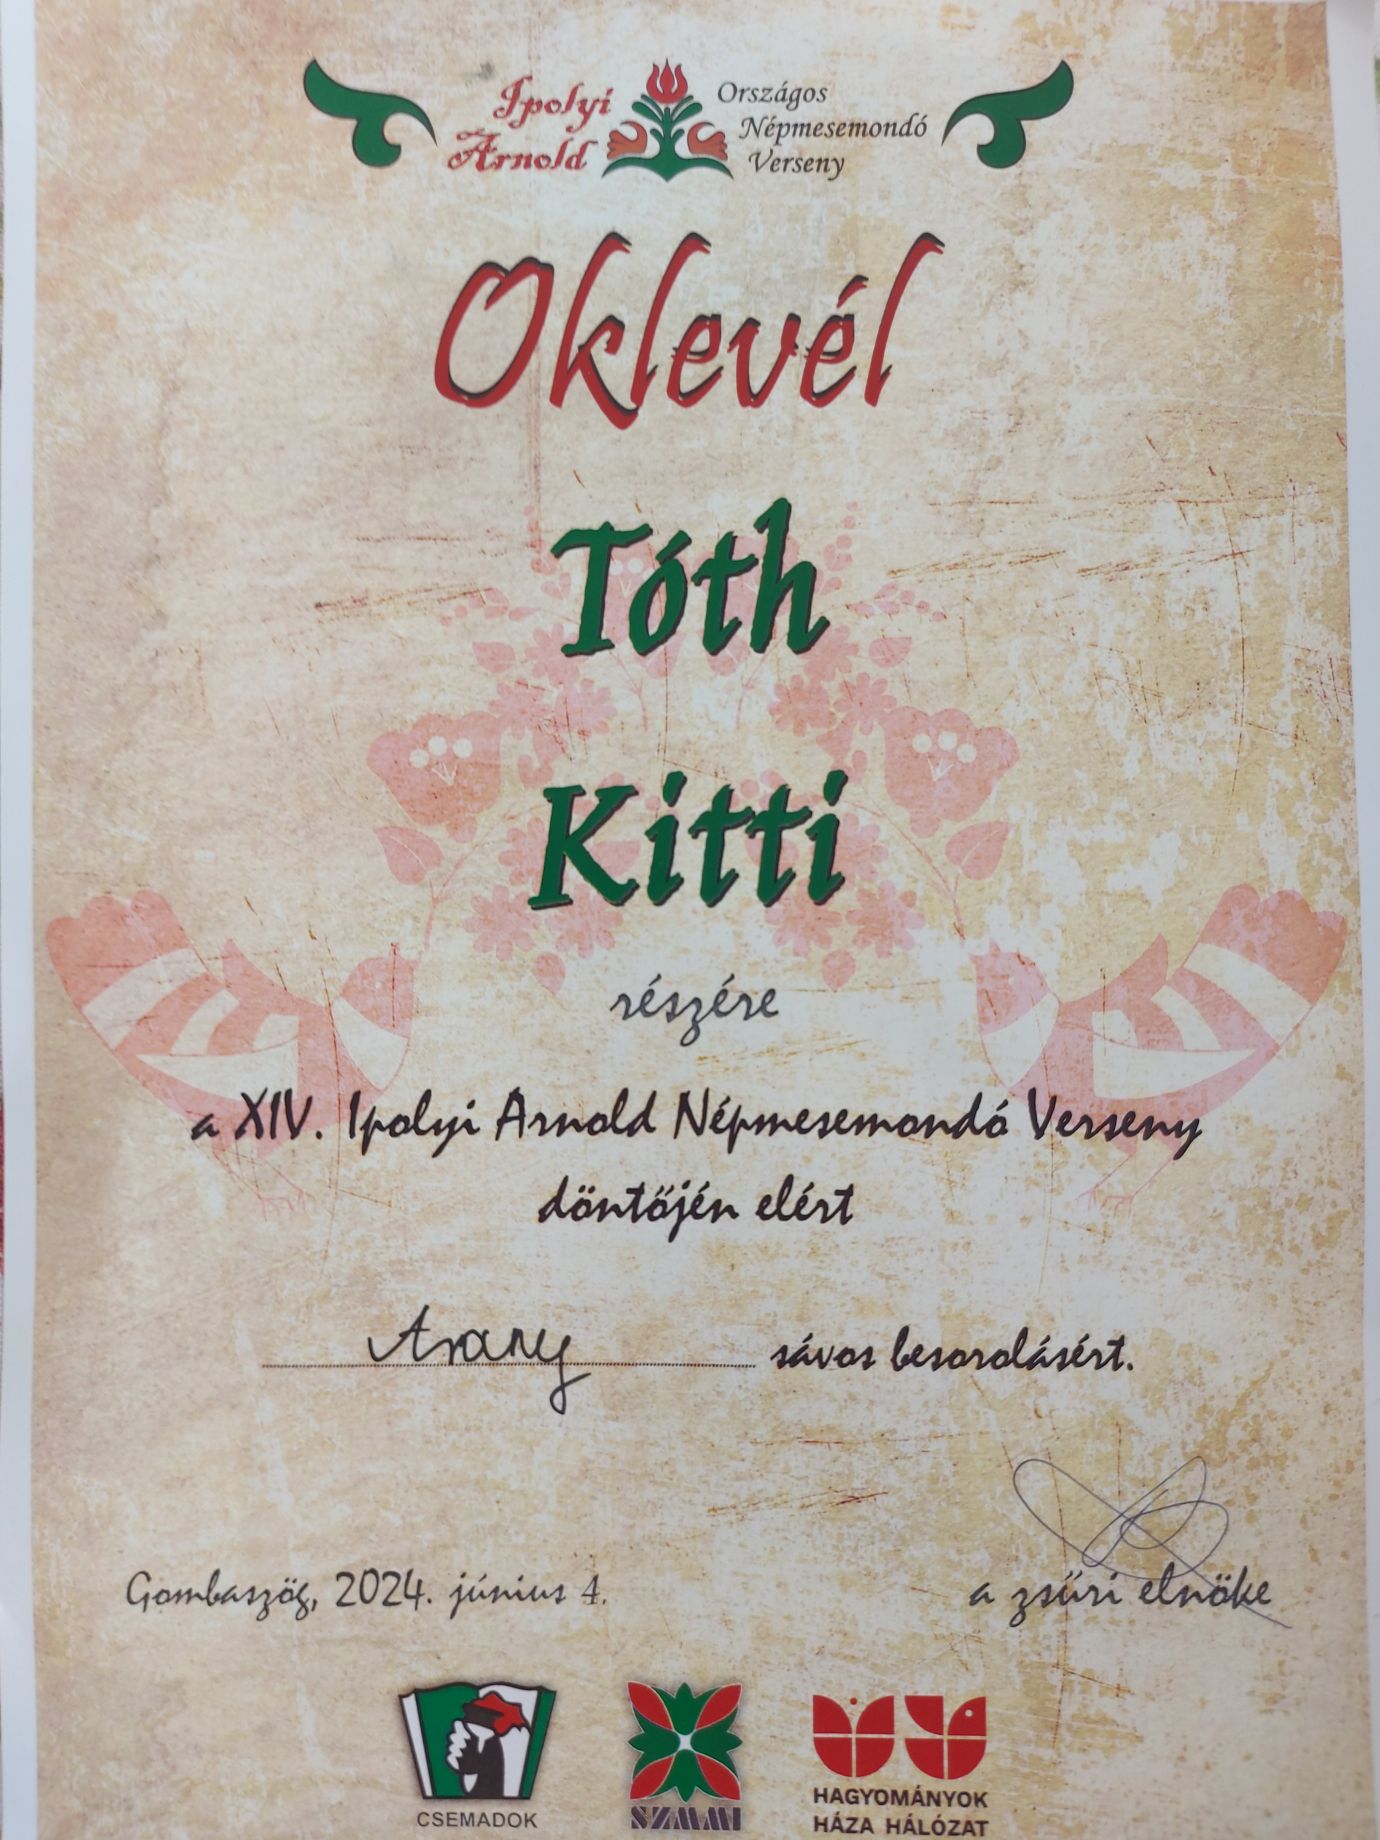 Ipolyi
Arnold
Országos
Népmesemondó
Verseny
Oklevél
Tóth
Kitti
részére
a XIV. Ipolyi Arnold Népmesemondó Verseny
döntőjén elért
Arany sávos besorolásért.
Gombaszög, 2024. június 4.
a zsűri elnöke
CSEMADOK
SZMMI
HAGYOMÁNYOK
HÁZA HÁLÓZAT